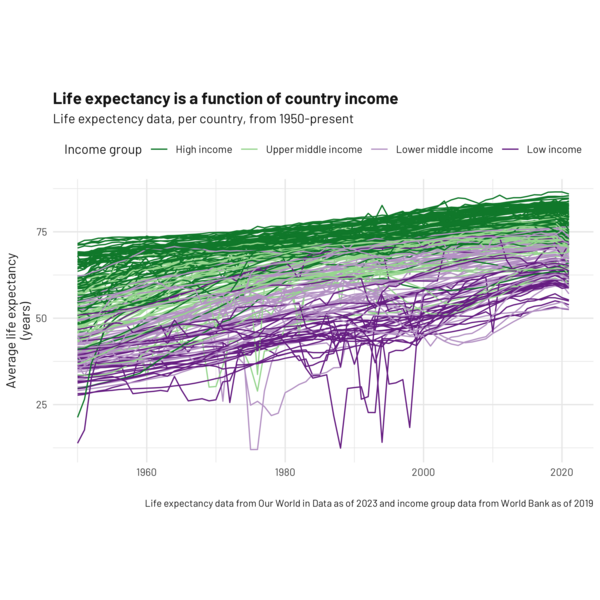 Life expectancy is a function of country income
Life expectency data, per country, from 1950-present
Income group High income Upper middle income Lower middle income Low income
Average life expectancy
(years)
75
50
25
1960 1980 2000 2020
Life expectancy data from Our World in Data as of 2023 and income group data from World Bank as of 2019